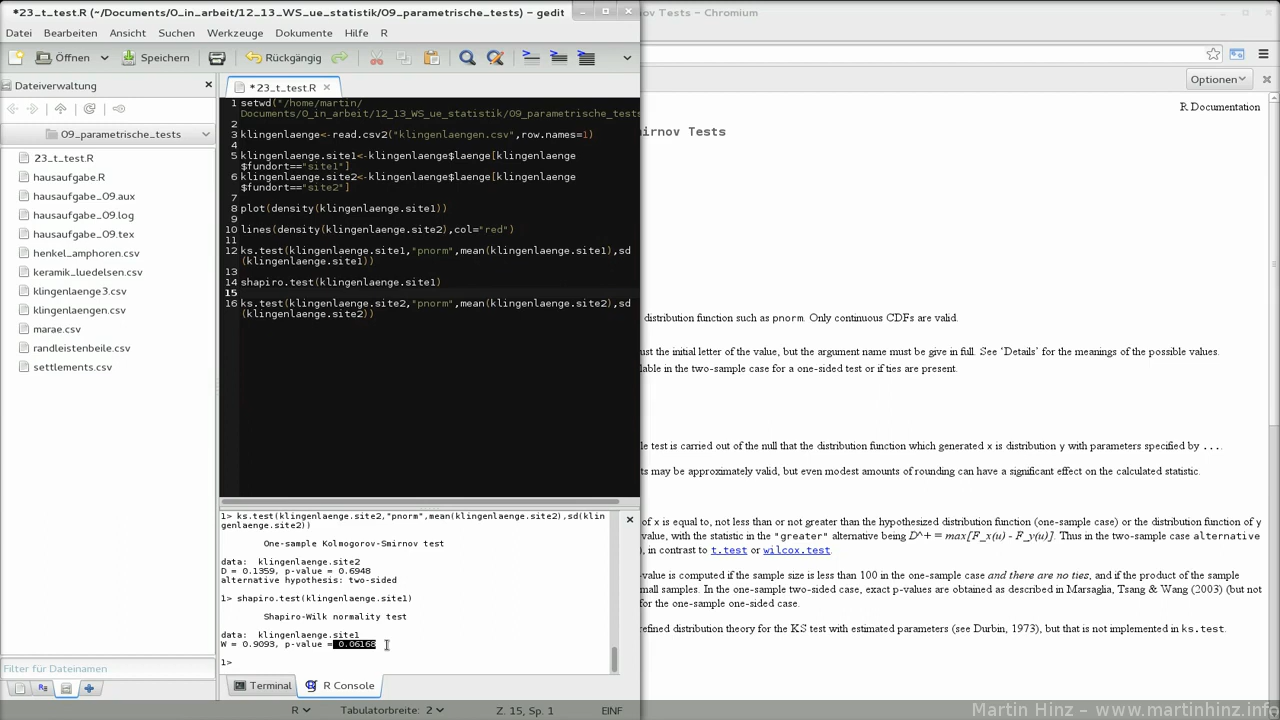 *23_t_test.R (~/Documents/0_in_arbeit/12_13_WS_ue_statistik/09_parametrische_tests) - gedit
nov Tests - Chromium
Datei Bearbeiten Ansicht Suchen Werkzeuge Dokumente Hilfe R
Öffnen Speichern Rückgängig
Dateiverwaltung
*23_t_test.R
Optionen
R Documentation
mirnov Tests
09_parametrische_tests
23_t_test.R
hausaufgabe.R
hausaufgabe_09.aux
hausaufgabe_09.log
hausaufgabe_09.tex
henkel_amphoren.csv
keramik_luedelsen.csv
klingenlaenge3.csv
klingenlaengen.csv
marae.csv
randleistenbeile.csv
settlements.csv
Filter für Dateinamen
1 setwd("/home/martin/
Documents/0_in_arbeit/12_13_WS_ue_statistik/09_parametrische_tests
2
3 klingenlaenge<-read.csv2("klingenlaengen.csv",row.names=1)
4
5 klingenlaenge.site1<-klingenlaenge$laenge[klingenlaenge
$fundort=="site1"]
6 klingenlaenge.site2<-klingenlaenge$laenge[klingenlaenge
$fundort=="site2"]
7
8 plot(density(klingenlaenge.site1))
9
10 lines(density(klingenlaenge.site2),col="red")
11
12 ks.test(klingenlaenge.site1,"pnorm",mean(klingenlaenge.site1),sd
(klingenlaenge.site1))
13
14 shapiro.test(klingenlaenge.site1)
15
16 ks.test(klingenlaenge.site2,"pnorm",mean(klingenlaenge.site2),sd
(klingenlaenge.site2))
1> ks.test(klingenlaenge.site2,"pnorm",mean(klingenlaenge.site2),sd(klin
genlaenge.site2))
One-sample Kolmogorov-Smirnov test
data: klingenlaenge.site2
D = 0.1359, p-value = 0.6948
alternative hypothesis: two-sided
1> shapiro.test(klingenlaenge.site1)
Shapiro-Wilk normality test
data: klingenlaenge.site1
W = 0.9093, p-value = 0.06168
1>
Terminal R Console
R Tabulatorbreite: 2 Z. 15, Sp. 1 EINF
distribution function such as pnorm. Only continuous CDFs are valid.
ust the initial letter of the value, but the argument name must be give in full. See ‘Details’ for the meanings of the possible values.
lable in the two-sample case for a one-sided test or if ties are present.
le test is carried out of the null that the distribution function which generated x is distribution y with parameters specified by ....
ts may be approximately valid, but even modest amounts of rounding can have a significant effect on the calculated statistic.
of x is equal to, not less than or not greater than the hypothesized distribution function (one-sample case) or the distribution function of y
value, with the statistic in the "greater" alternative being D^+ = max[F_x(u) - F_y(u)]. Thus in the two-sample case alternative
), in contrast to t.test or wilcox.test.
-value is computed if the sample size is less than 100 in the one-sample case and there are no ties, and if the product of the sample
mall samples. In the one-sample two-sided case, exact p-values are obtained as described in Marsaglia, Tsang & Wang (2003) (but not
for the one-sample one-sided case.
refined distribution theory for the KS test with estimated parameters (see Durbin, 1973), but that is not implemented in ks.test.
Martin Hinz - www.martinhinz.info